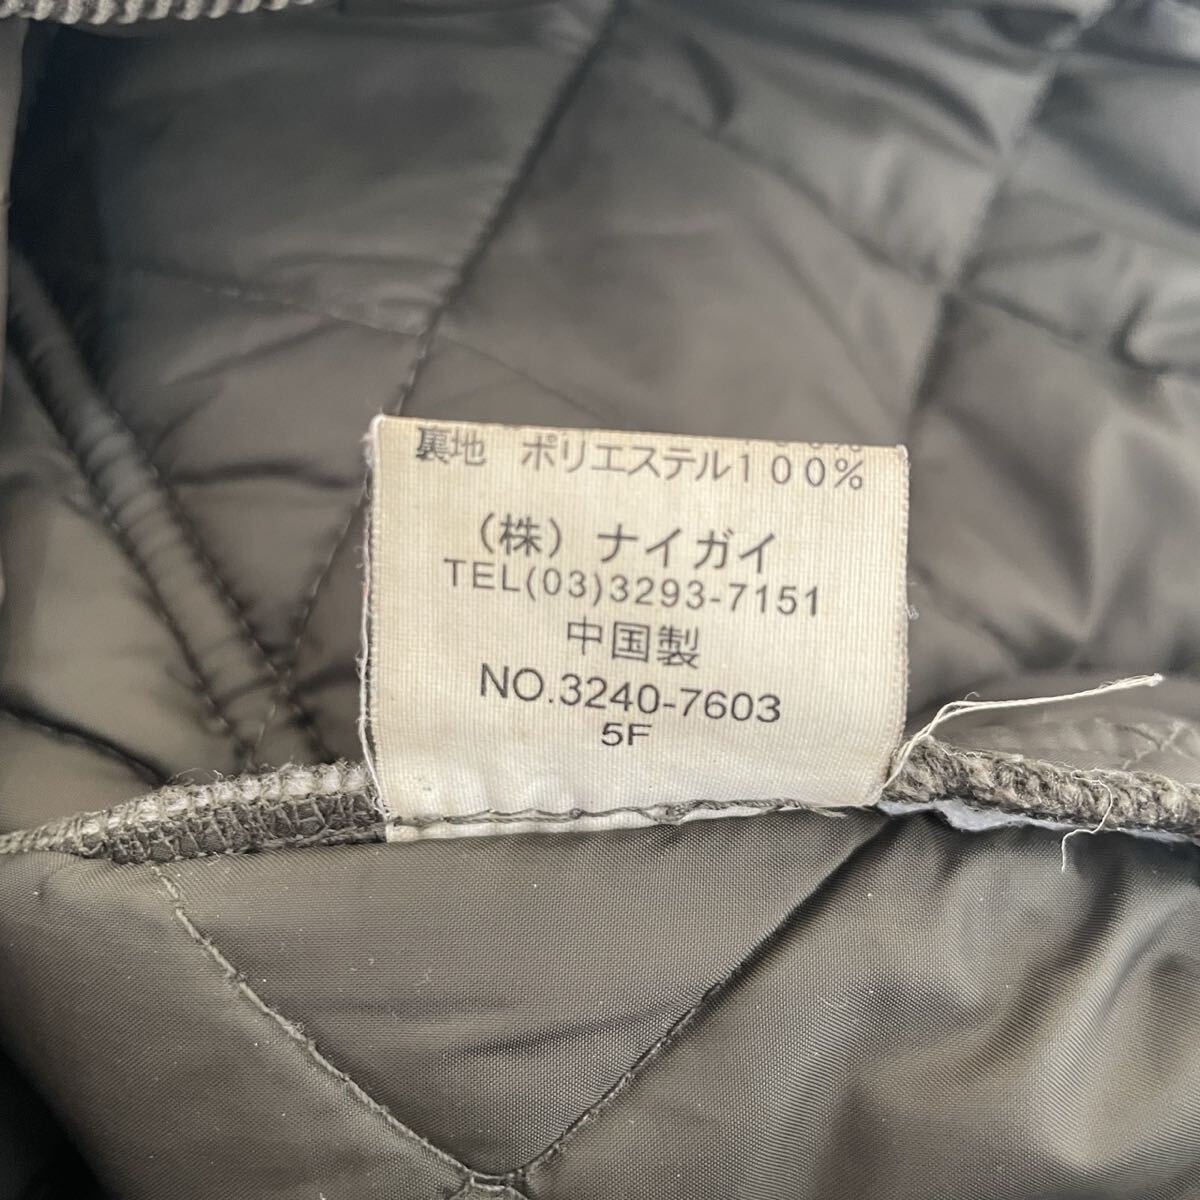 裏地 ポリエステル100%
(株) ナイガイ
TEL(03)3293-7151
中国製
NO.3240-7603
5F